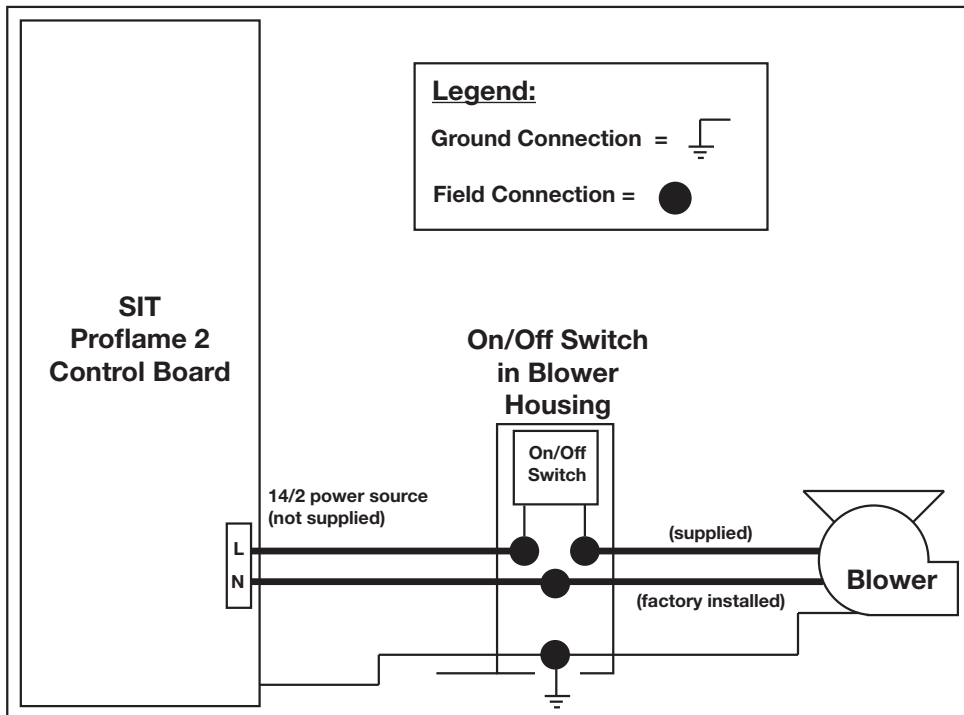 Legend:
Ground Connection =
Field Connection =
SIT
Proflame 2
Control Board
On/Off Switch
in Blower
Housing
On/Off
Switch
14/2 power source
(not supplied)
L
N
(supplied)
(factory installed)
Blower